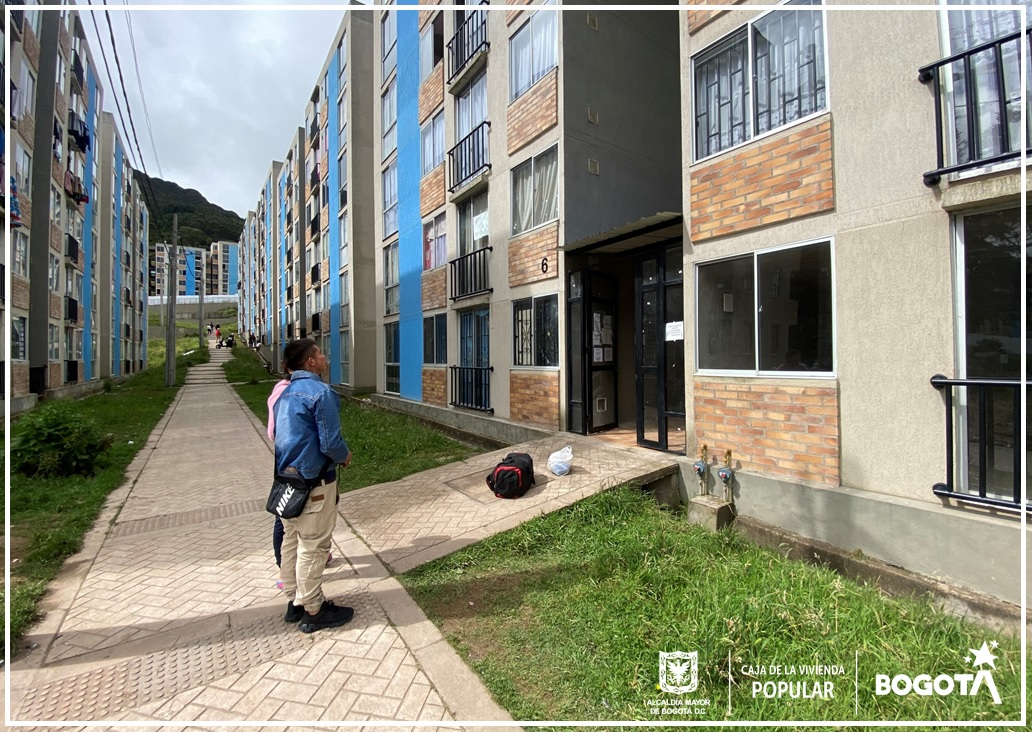 6
NIKE
ALCALDÍA MAYOR
DE BOGOTÁ D.C.
CAJA DE LA VIVIENDA
POPULAR
BOGOTÁ